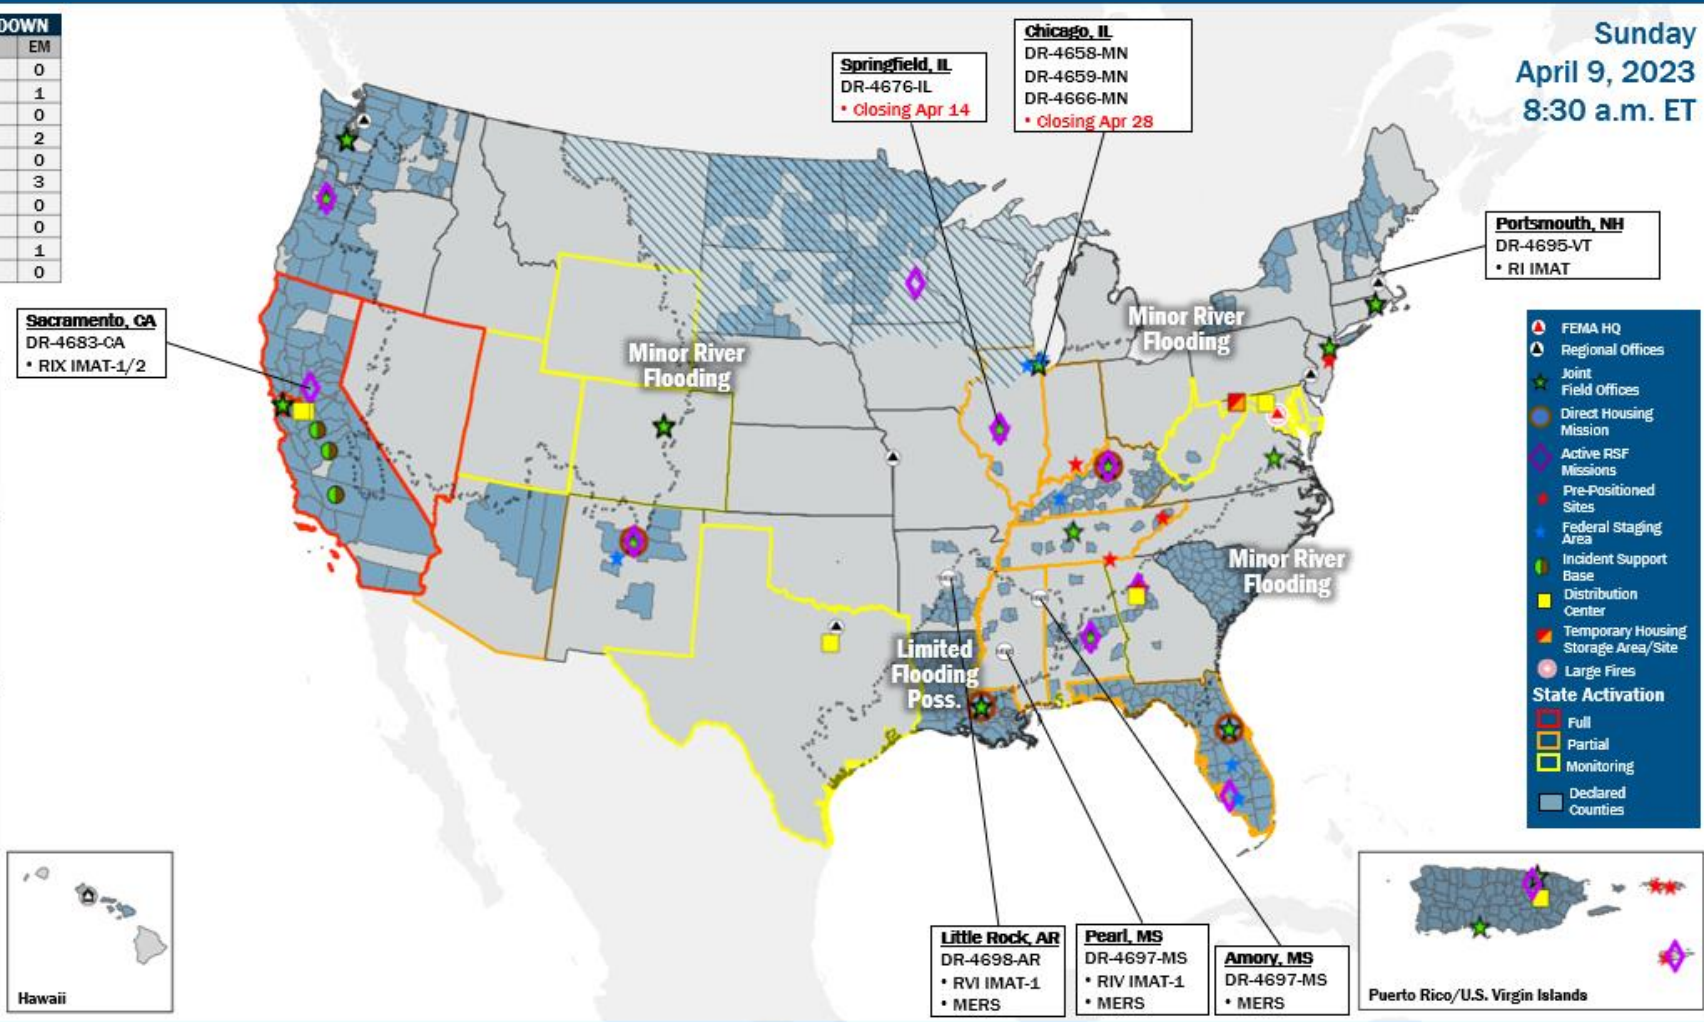 DOWN
EM
0
1
0
2
0
3
0
0
1
0
Sunday
April 9, 2023
8:30 a.m. ET
Springfield, IL
DR-4676-IL
• Closing Apr 14
Chicago, IL
DR-4658-MN
DR-4659-MN
DR-4666-MN
• Closing Apr 28
Portsmouth, NH
DR-4695-VT
• RI IMAT
Sacramento, CA
DR-4683-CA
• RIX IMAT-1/2
Minor River
Flooding
Minor River
Flooding
Minor River
Flooding
Limited
Flooding
Poss.
FEMA HQ
Regional Offices
Joint
Field Offices
Direct Housing
Mission
Active RSF
Missions
Pre-Positioned
Sites
Federal Staging
Area
Incident Support
Base
Distribution
Center
Temporary Housing
Storage Area/Site
Large Fires
State Activation
Full
Partial
Monitoring
Declared
Counties
Little Rock, AR
DR-4698-AR
• RVI IMAT-1
• MERS
Pearl, MS
DR-4697-MS
• RIV IMAT-1
• MERS
Amory, MS
DR-4697-MS
• MERS
Hawaii
Puerto Rico/U.S. Virgin Islands